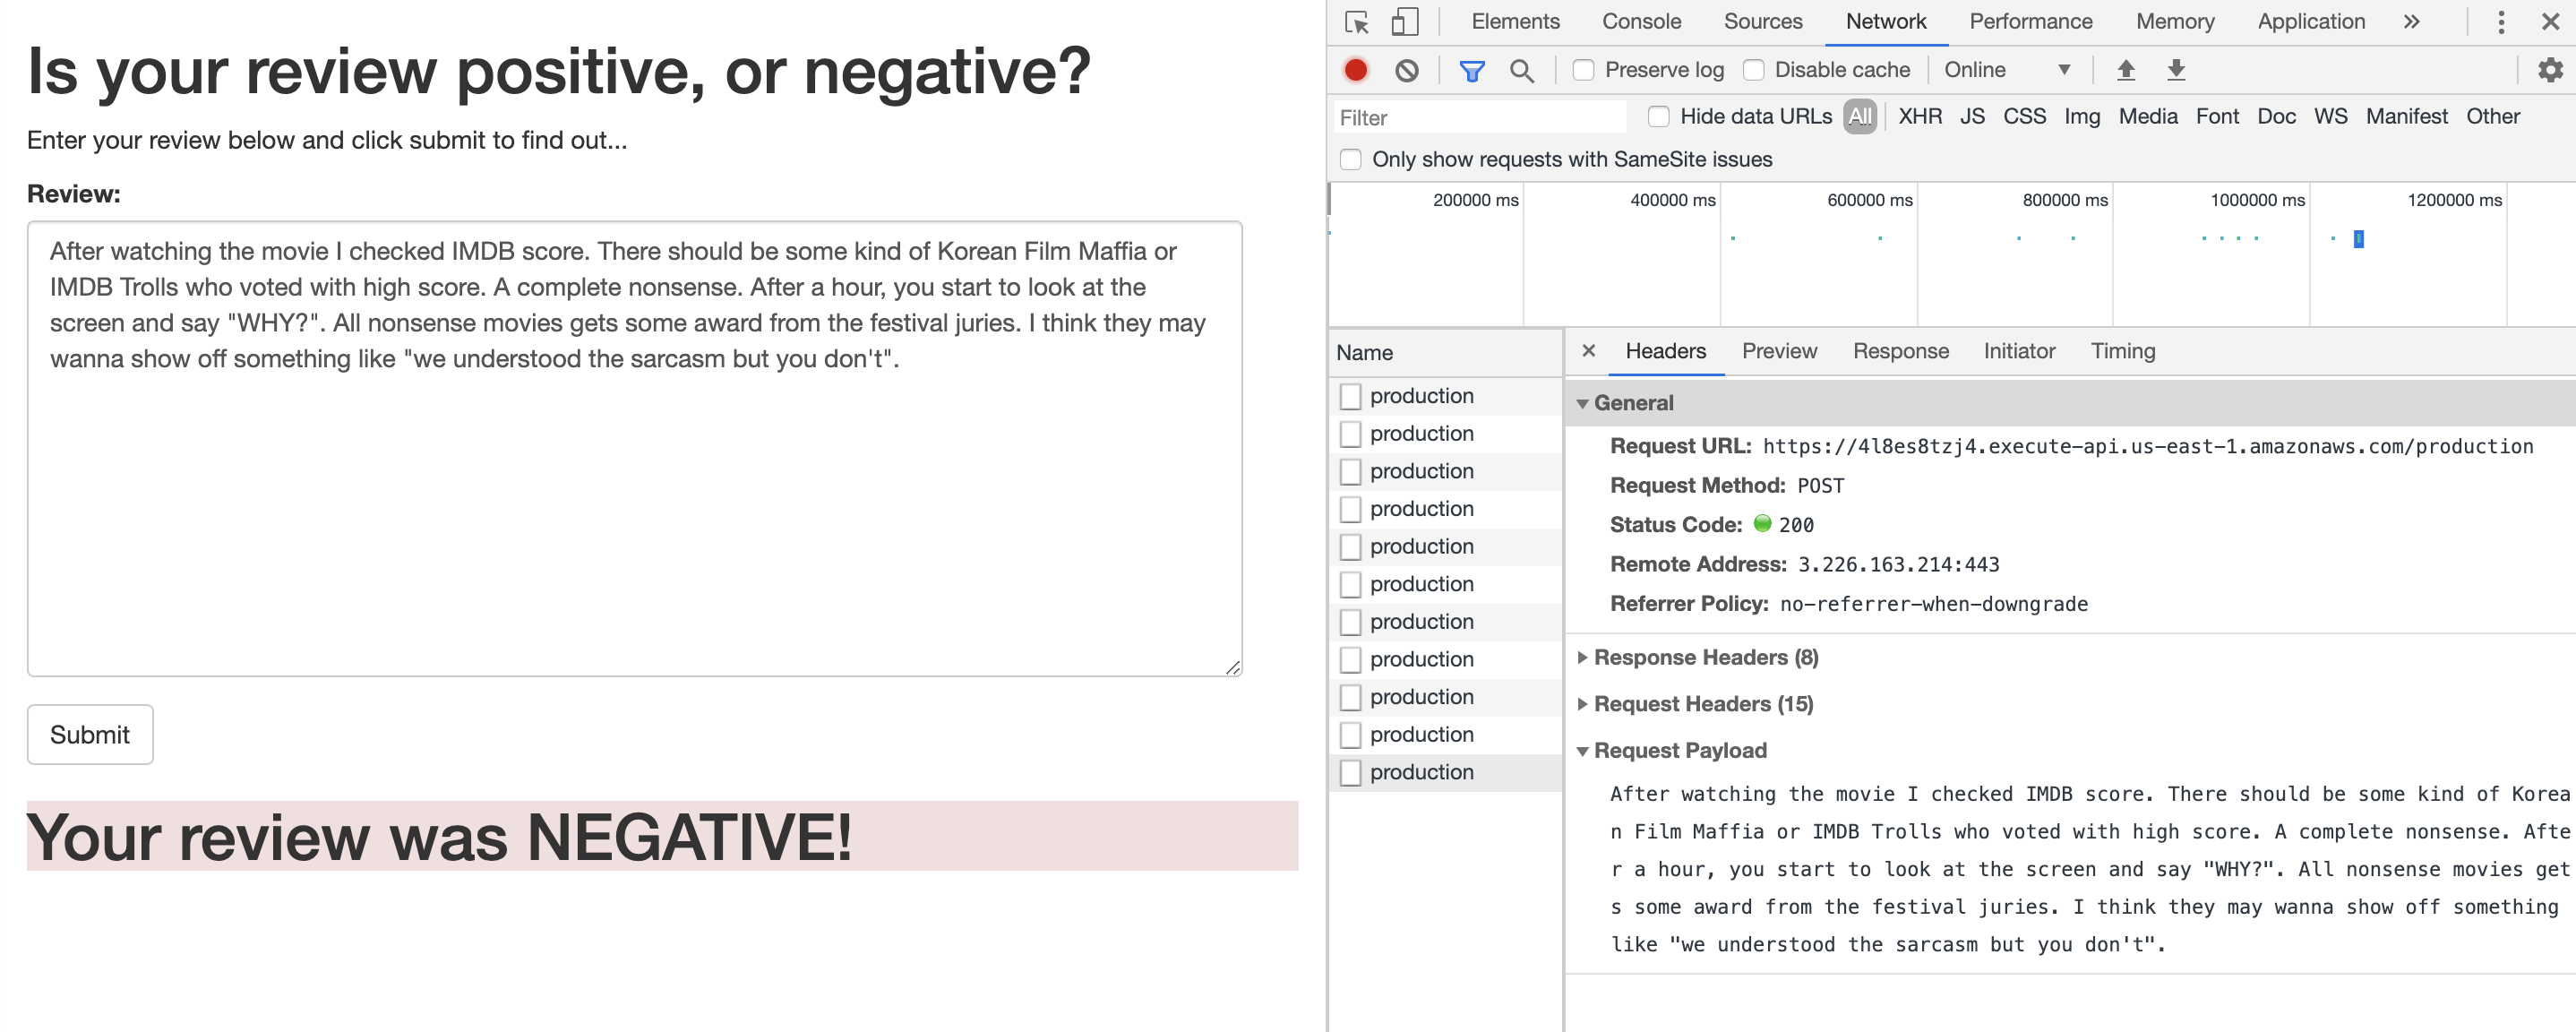 Is your review positive, or negative?
Enter your review below and click submit to find out...
Review:
After watching the movie I checked IMDB score. There should be some kind of Korean Film Maffia or
IMDB Trolls who voted with high score. A complete nonsense. After a hour, you start to look at the
screen and say "WHY?". All nonsense movies gets some award from the festival juries. I think they may
wanna show off something like "we understood the sarcasm but you don't".
Submit
Your review was NEGATIVE!
Elements Console Sources Network Performance Memory Application »
Preserve log Disable cache Online
Filter Hide data URLs All XHR JS CSS Img Media Font Doc WS Manifest Other
Only show requests with SameSite issues
200000 ms 400000 ms 600000 ms 800000 ms 1000000 ms 1200000 ms
Name
production
production
production
production
production
production
production
production
production
production
production
× Headers Preview Response Initiator Timing
General
Request URL: https://4l8es8tzj4.execute-api.us-east-1.amazonaws.com/production
Request Method: POST
Status Code: 200
Remote Address: 3.226.163.214:443
Referrer Policy: no-referrer-when-downgrade
Response Headers (8)
Request Headers (15)
Request Payload
After watching the movie I checked IMDB score. There should be some kind of Korea
n Film Maffia or IMDB Trolls who voted with high score. A complete nonsense. Afte
r a hour, you start to look at the screen and say "WHY?". All nonsense movies get
s some award from the festival juries. I think they may wanna show off something
like "we understood the sarcasm but you don't".